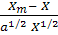 X_m − X
a^{1/2} X^{1/2}